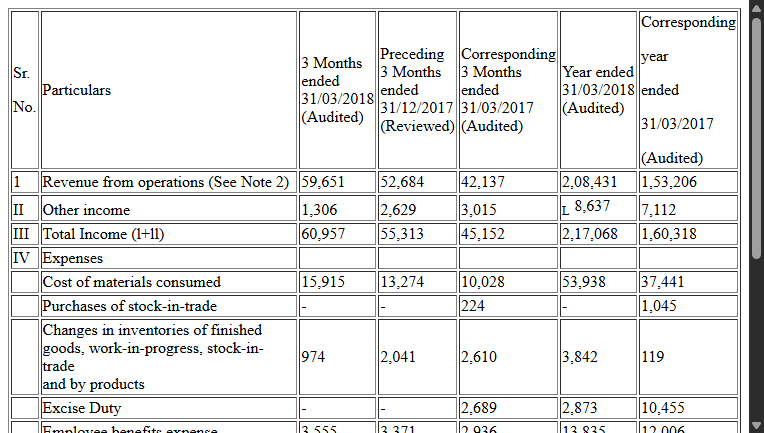 Sr. No. Particulars 3 Months ended 31/03/2018 (Audited) Preceding 3 Months ended 31/12/2017 (Reviewed) Corresponding 3 Months ended 31/03/2017 (Audited) Year ended 31/03/2018 (Audited) Corresponding year ended 31/03/2017 (Audited)
1 Revenue from operations (See Note 2) 59,651 52,684 42,137 2,08,431 1,53,206
II Other income 1,306 2,629 3,015 L 8,637 7,112
III Total Income (1+11) 60,957 55,313 45,152 2,17,068 1,60,318
IV Expenses
Cost of materials consumed 15,915 13,274 10,028 53,938 37,441
Purchases of stock-in-trade - - 224 - 1,045
Changes in inventories of finished goods, work-in-progress, stock-in-trade and by products 974 2,041 2,610 3,842 119
Excise Duty - - 2,689 2,873 10,455
Employee benefits expense 3,555 3,371 2,936 13,835 12,006